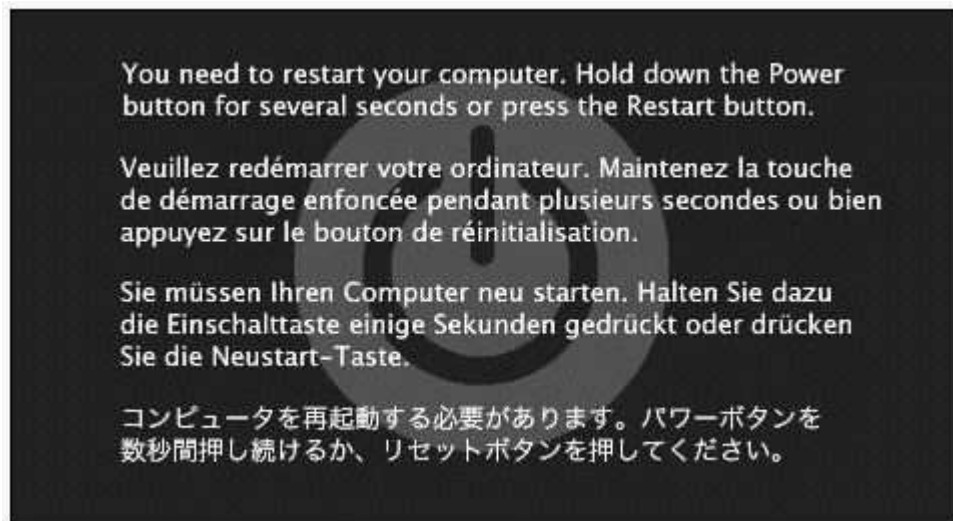 You need to restart your computer. Hold down the Power
button for several seconds or press the Restart button.
Veuillez redémarrer votre ordinateur. Maintenez la touche
de démarrage enfoncée pendant plusieurs secondes ou bien
appuyez sur le bouton de réinitialisation.
Sie müssen Ihren Computer neu starten. Halten Sie dazu
die Einschalttaste einige Sekunden gedrückt oder drücken
Sie die Neustart-Taste.
コンピュータを再起動する必要があります。パワーボタンを
数秒間押し続けるか、リセットボタンを押してください。